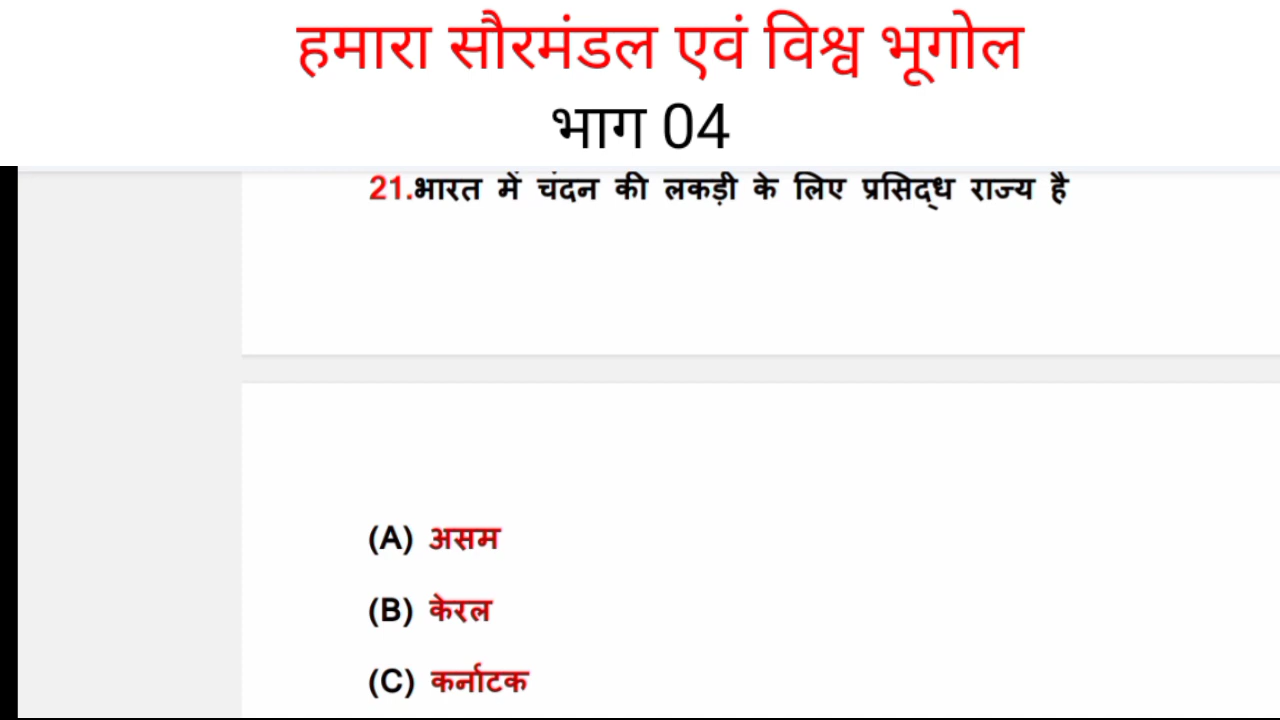 हमारा सौरमंडल एवं विश्व भूगोल
भाग 04
21.भारत में चंदन की लकड़ी के लिए प्रसिद्ध राज्य है
(A) असम
(B) केरल
(C) कर्नाटक